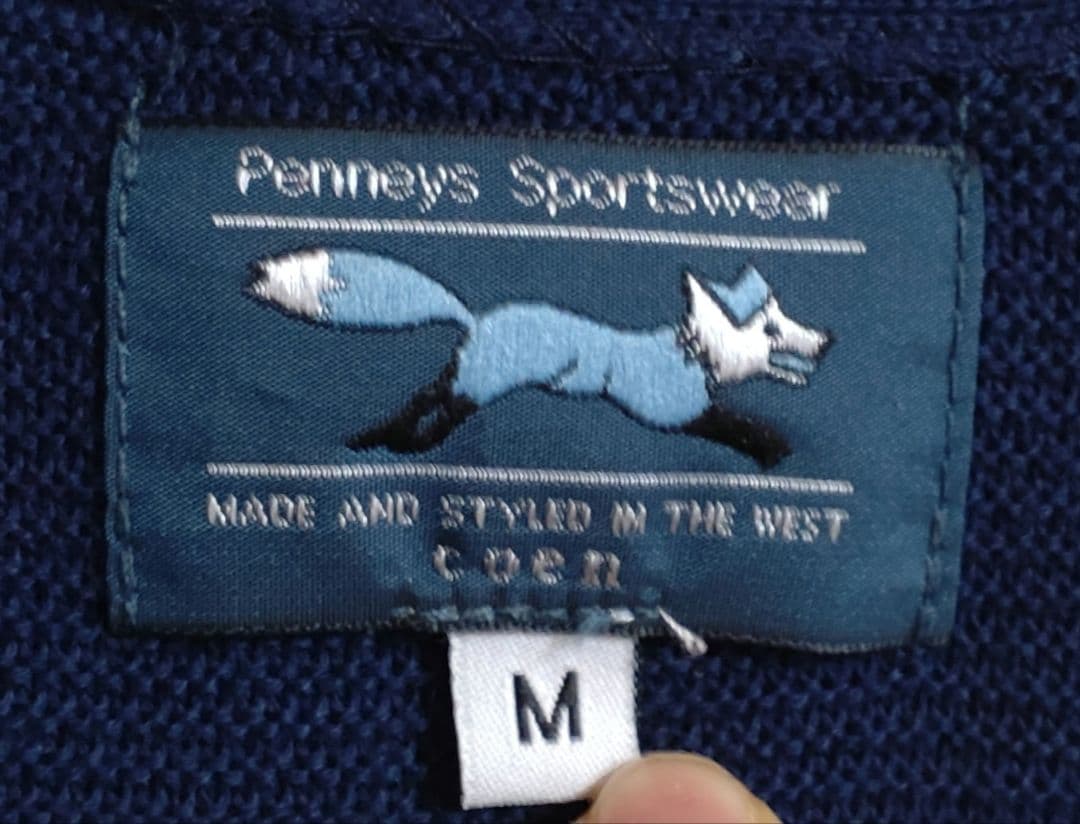 Penneys Sportswear
MADE AND STYLED IN THE WEST
coen
M